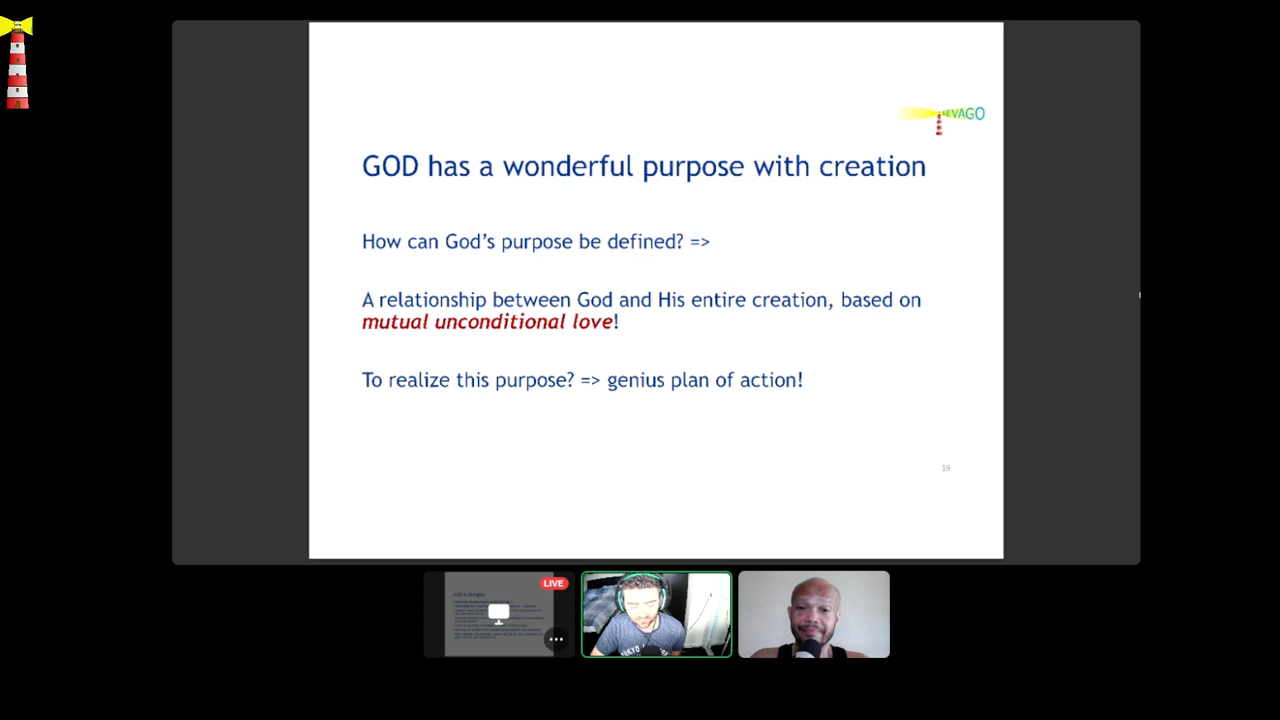 EVAGO
GOD has a wonderful purpose with creation
How can God's purpose be defined? =>
A relationship between God and His entire creation, based on
mutual unconditional love!
To realize this purpose? => genius plan of action!
19
LIVE